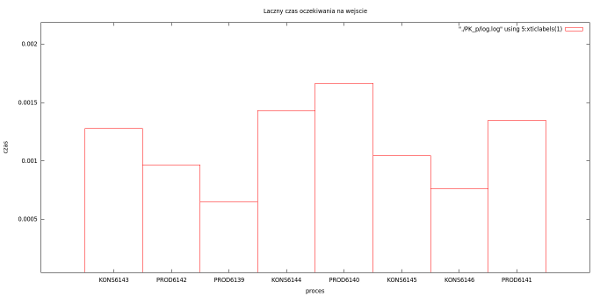 Laczny czas oczekiwania na wejscie
"./PK_p/log.log" using 5:xticlabels(1)
0.002
0.0015
0.001
0.0005
czas
KONS6143 PROD6142 PROD6139 KONS6144 PROD6140 KONS6145 KONS6146 PROD6141
proces